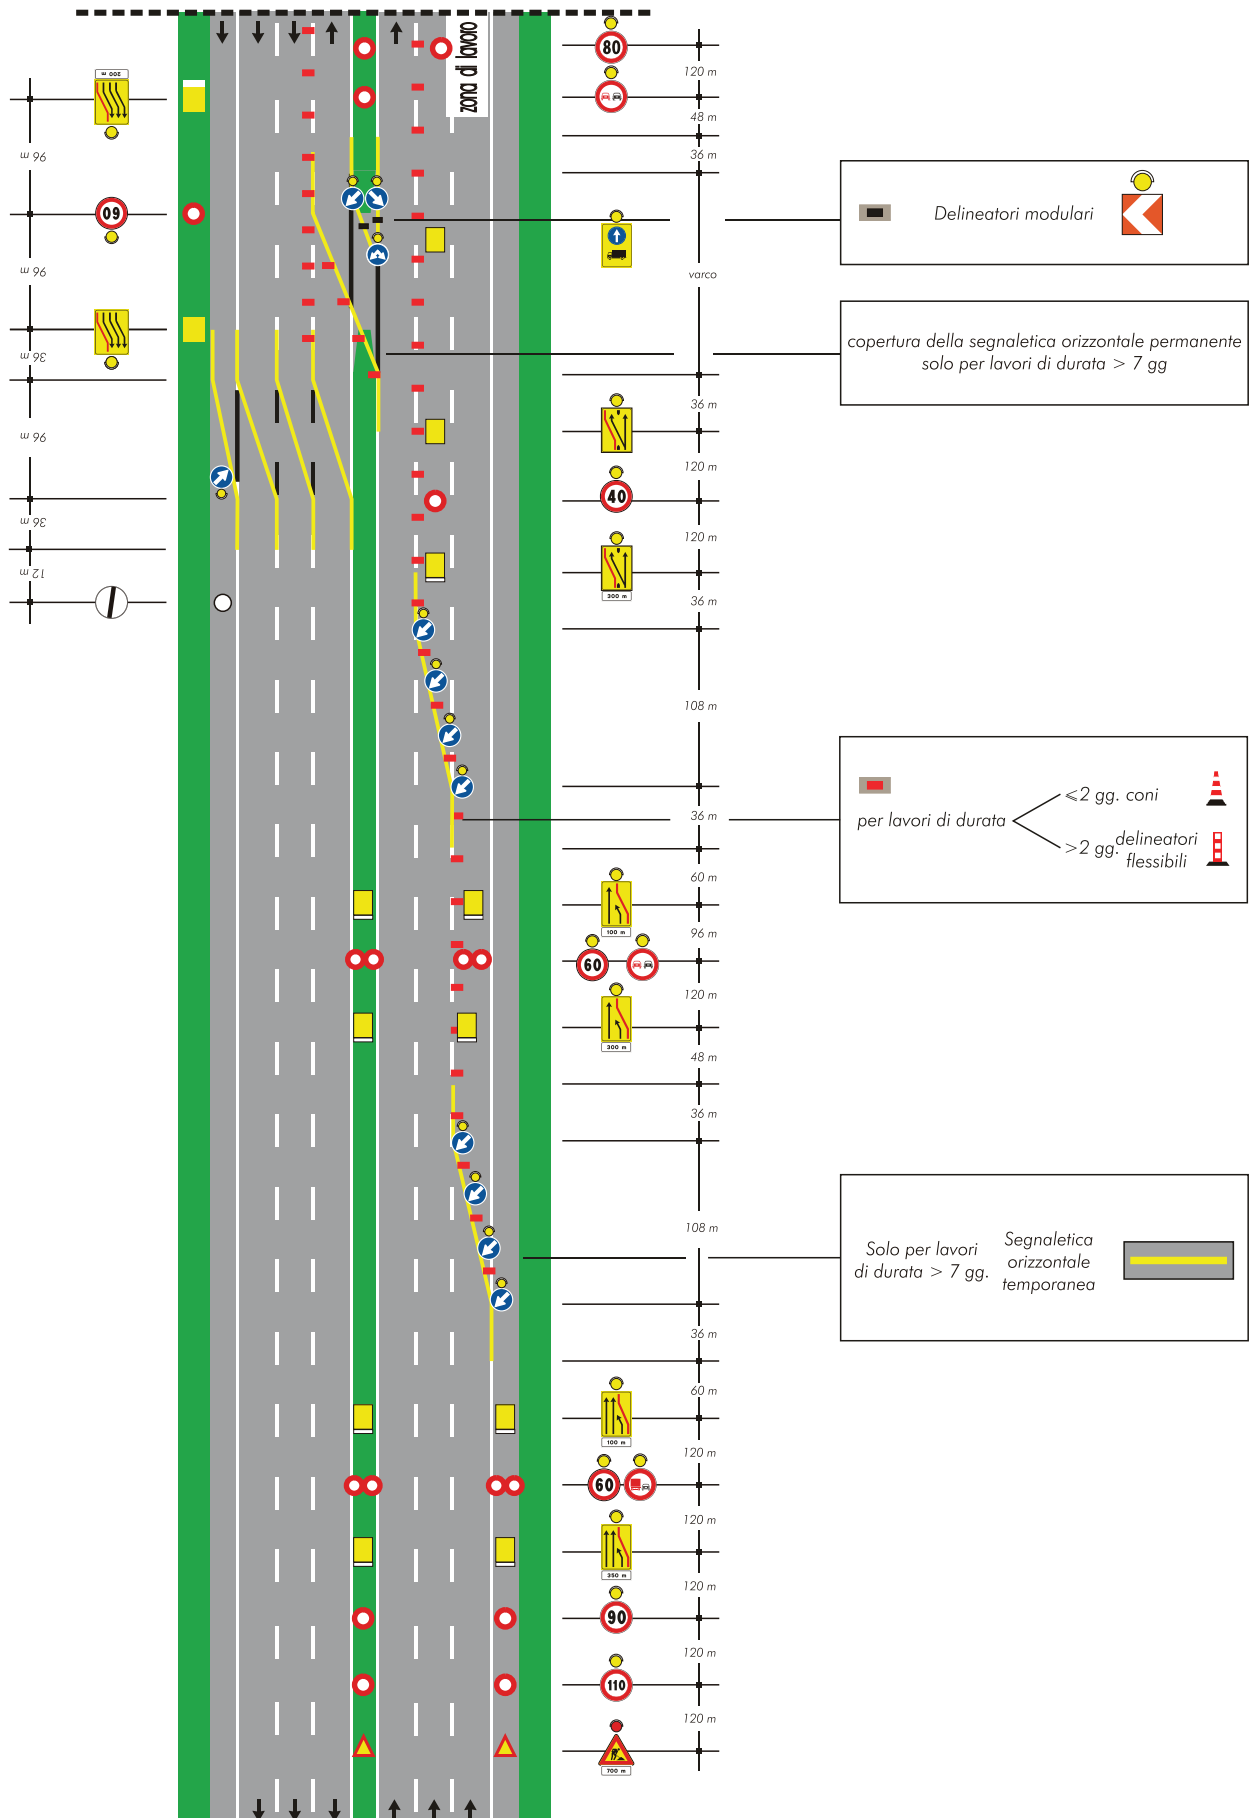 zona di lavoro
80
120 m
200 m
48 m
36 m
96 m
Delineatori modulari
60
varco
96 m
copertura della segnaletica orizzontale permanente
solo per lavori di durata > 7 gg
36 m
36 m
96 m
120 m
40
36 m
120 m
12 m
300 m
36 m
108 m
⩽2 gg. coni
per lavori di durata
36 m
>2 gg. delineatori
flessibili
60 m
100 m
96 m
60
120 m
300 m
48 m
36 m
108 m
Solo per lavori
di durata > 7 gg.
Segnaletica
orizzontale
temporanea
36 m
60 m
100 m
120 m
60
120 m
350 m
120 m
90
120 m
110
120 m
700 m